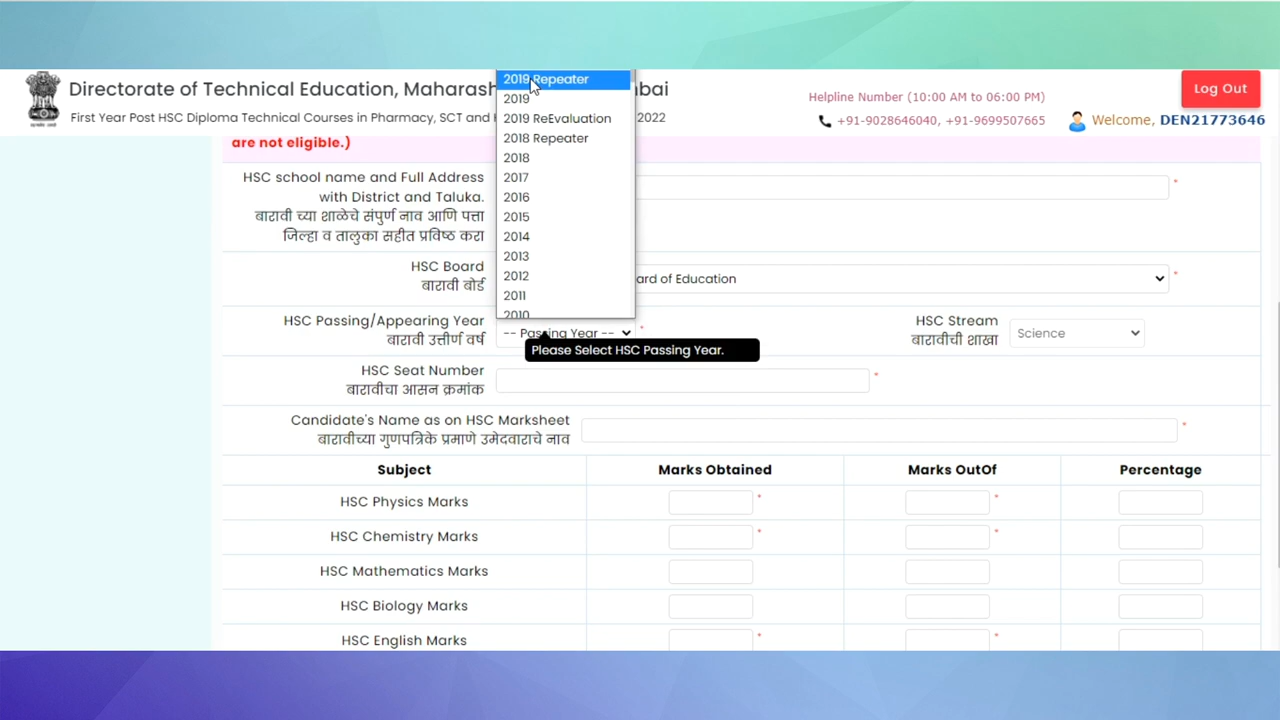 2019 Repeater
Directorate of Technical Education, Maharash bai
2019
Helpline Number (10:00 AM to 06:00 PM)
Log Out
First Year Post HSC Diploma Technical Courses in Pharmacy, SCT and 2022
2019 ReEvaluation
+91-9028646040, +91-9699507665
Welcome, DEN21773646
are not eligible.)
2018 Repeater
2018
2017
2016
2015
2014
2013
2012
2011
2010
HSC school name and Full Address
with District and Taluka.
बारावी च्या शाळेचे संपुर्ण नाव आणि पत्ता
जिल्हा व तालुका सहीत प्रविष्ठ करा
*
HSC Board
बारावी बोर्ड
ard of Education
*
HSC Passing/Appearing Year
बारावी उत्तीर्ण वर्ष
-- Passing Year --
*
HSC Stream
बारावीची शाखा
Science
Please Select HSC Passing Year.
HSC Seat Number
बारावीचा आसन क्रमांक
*
Candidate's Name as on HSC Marksheet
बारावीच्या गुणपत्रिके प्रमाणे उमेदवाराचे नाव
*
Subject Marks Obtained Marks OutOf Percentage
HSC Physics Marks * *
HSC Chemistry Marks * *
HSC Mathematics Marks
HSC Biology Marks
HSC English Marks * *